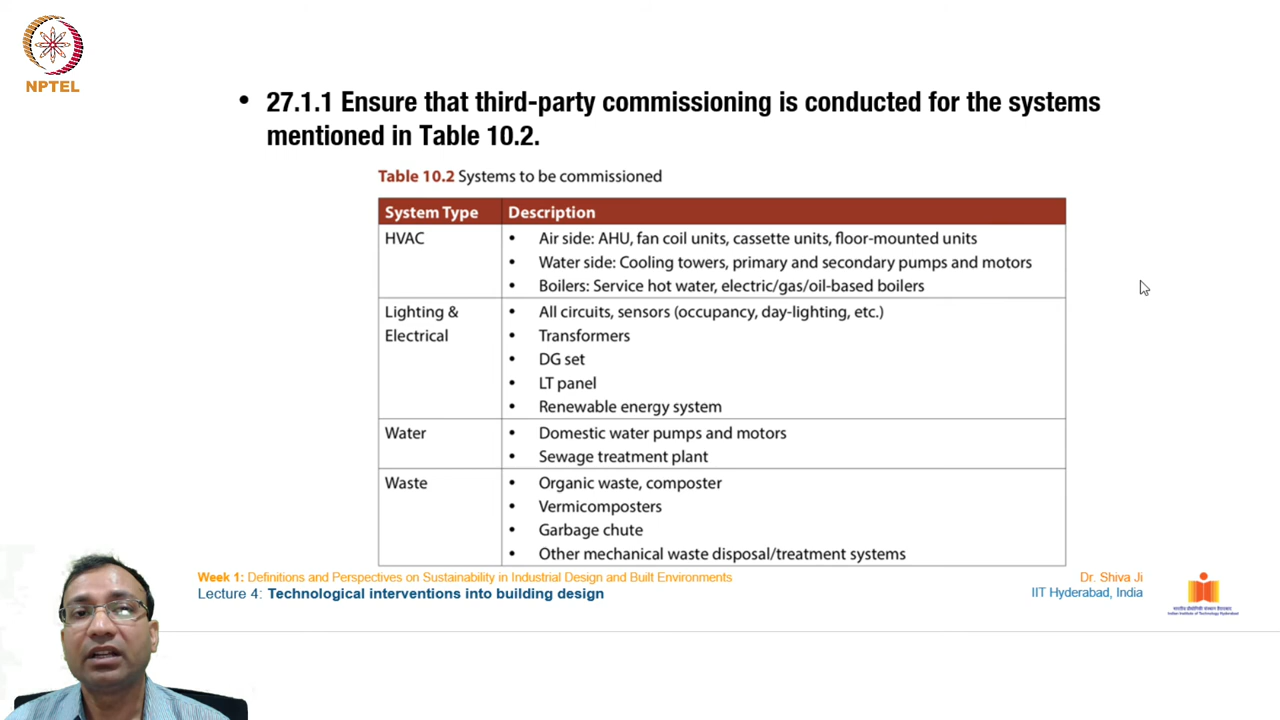 NPTEL
• 27.1.1 Ensure that third-party commissioning is conducted for the systems
mentioned in Table 10.2.
Table 10.2 Systems to be commissioned
System Type Description
HVAC • Air side: AHU, fan coil units, cassette units, floor-mounted units
• Water side: Cooling towers, primary and secondary pumps and motors
• Boilers: Service hot water, electric/gas/oil-based boilers
Lighting & • All circuits, sensors (occupancy, day-lighting, etc.)
Electrical • Transformers
• DG set
• LT panel
• Renewable energy system
Water • Domestic water pumps and motors
• Sewage treatment plant
Waste • Organic waste, composter
• Vermicomposters
• Garbage chute
• Other mechanical waste disposal/treatment systems
Week 1: Definitions and Perspectives on Sustainability in Industrial Design and Built Environments
Lecture 4: Technological interventions into building design
Dr. Shiva Ji
IIT Hyderabad, India
Indian Institute of Technology Hyderabad